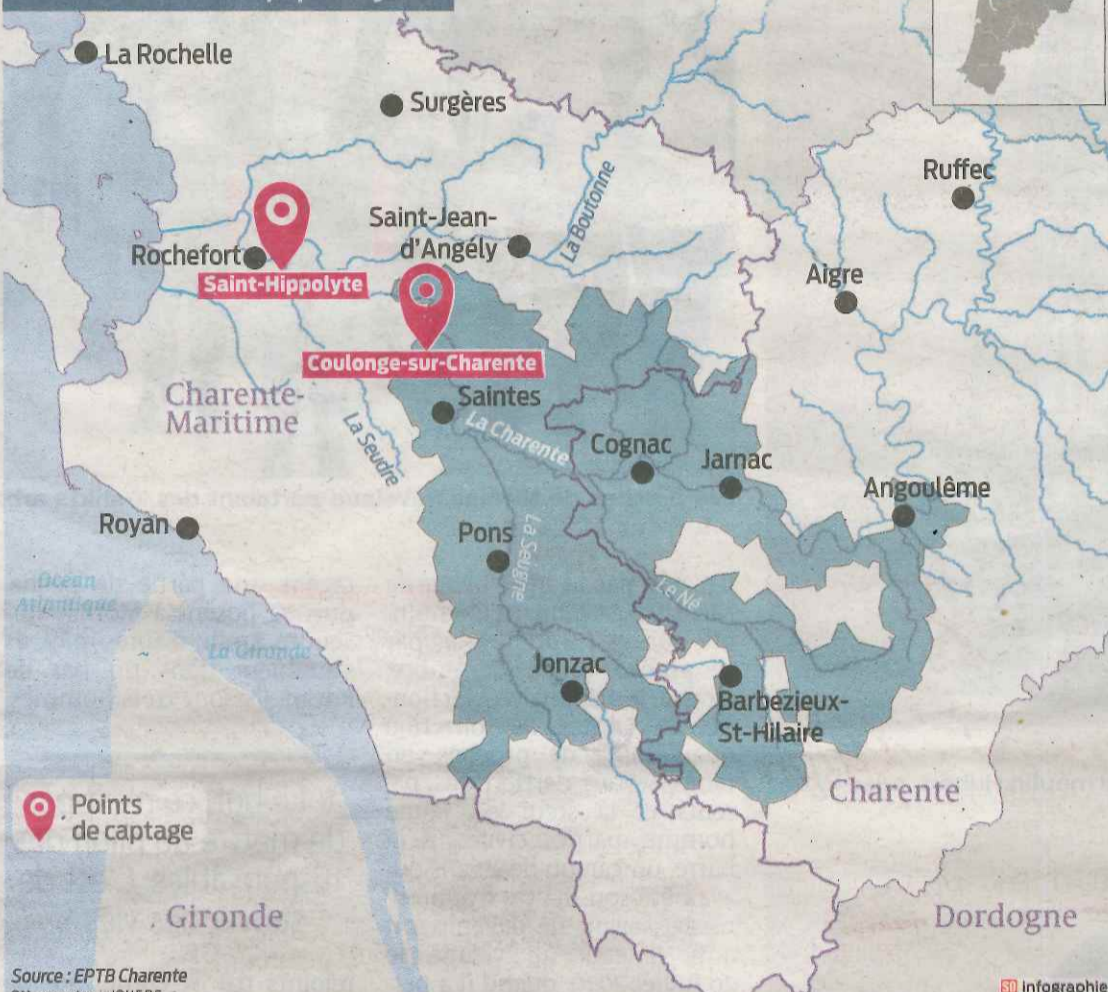 La Rochelle
Surgères
Ruffec
La Boutonne
Saint-Jean-
d'Angély
Rochefort
Saint-Hippolyte
Aigre
Coulonge-sur-Charente
Charente-
Maritime
Saintes
La Charente
La Seudre
Cognac
Jarnac
Angoulême
Royan
Pons
La Seugne
Le Né
Océan
Atlantique
La Gironde
Jonzac
Barbezieux-
St-Hilaire
Charente
Points
de captage
Gironde
Dordogne
Source : EPTB Charente
SO infographie